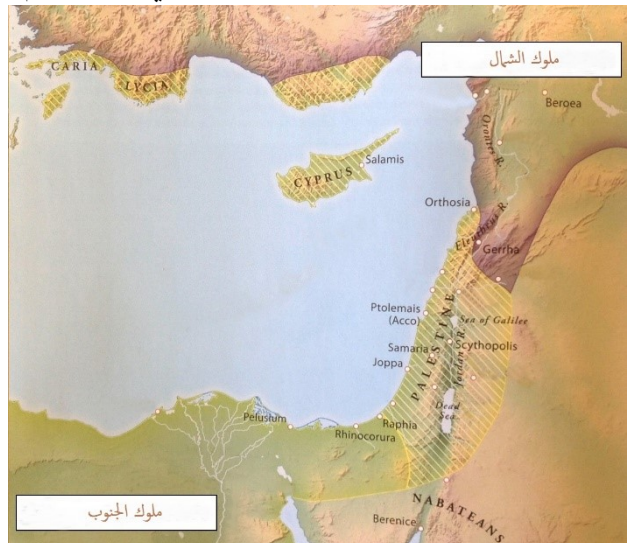 ملوك الشمال
CARIA
LYCIA
Beroea
Orontes R.
Salamis
CYPRUS
Orthosia
Eleutherus R.
Gerrha
Ptolemais
(Acco)
Sea of Galilee
PALESTINE
Samaria
Scythopolis
Jordan R.
Joppa
Dead
Sea
Pelusium
Raphia
Rhinocorura
ملوك الجنوب
NABATEANS
Berenice